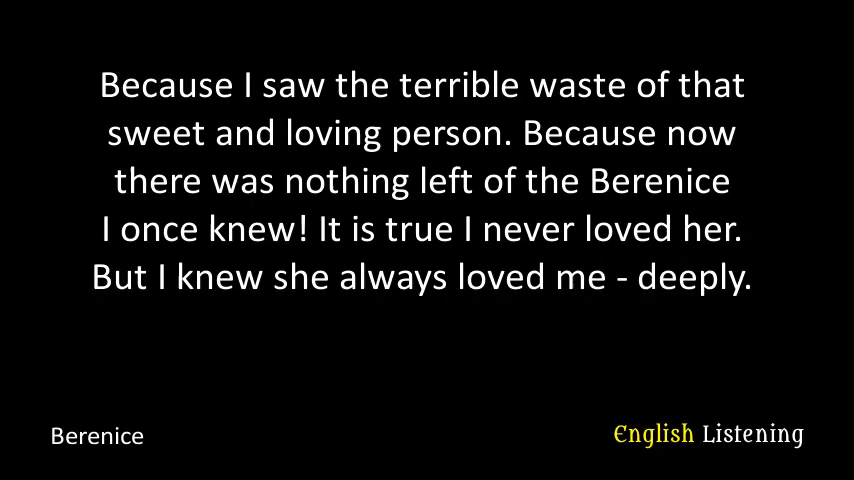 Because I saw the terrible waste of that
sweet and loving person. Because now
there was nothing left of the Berenice
I once knew! It is true I never loved her.
But I knew she always loved me - deeply.
Berenice
English Listening